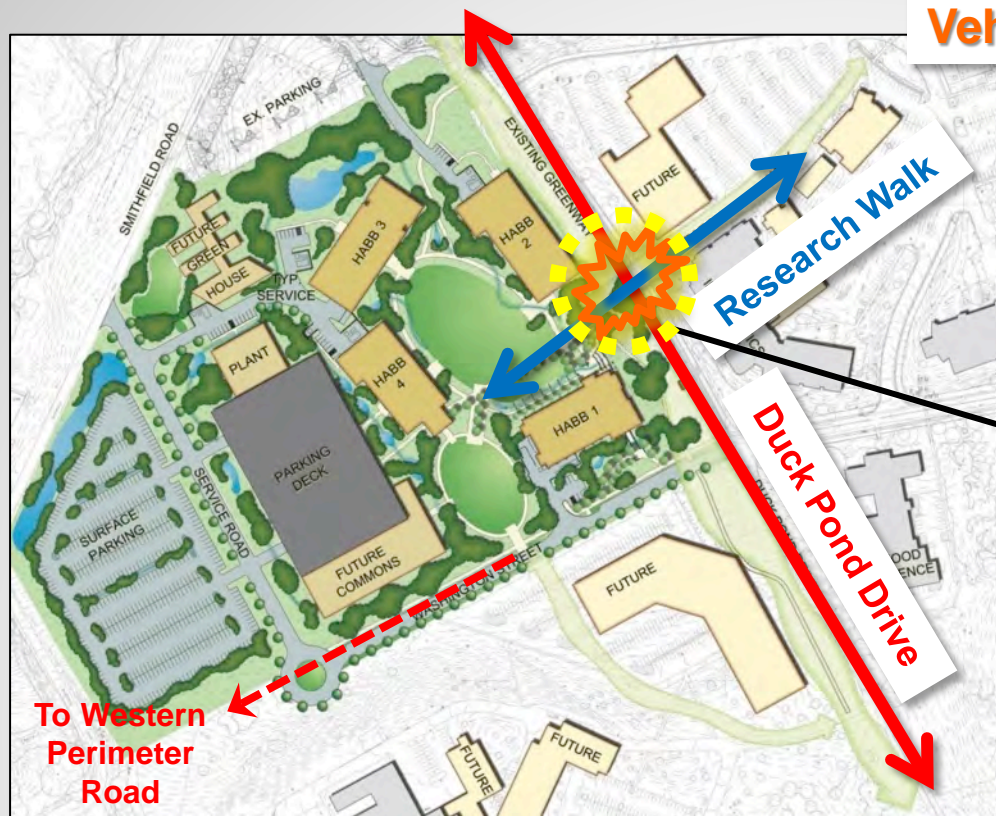 Veh
EX. PARKING
SMITHFIELD ROAD
EXISTING GREENWAY
FUTURE
HABB 3
HABB
2
FUTURE
GREEN
HOUSE
TYP.
SERVICE
Research Walk
PLANT
HABB
4
HABB 1
PARKING
DECK
Duck Pond Drive
SURFACE
PARKING
SERVICE ROAD
FUTURE
COMMONS
WASHINGTON STREET
FUTURE
OOD
ENCE
To Western
Perimeter
Road
FUTURE
FUTURE